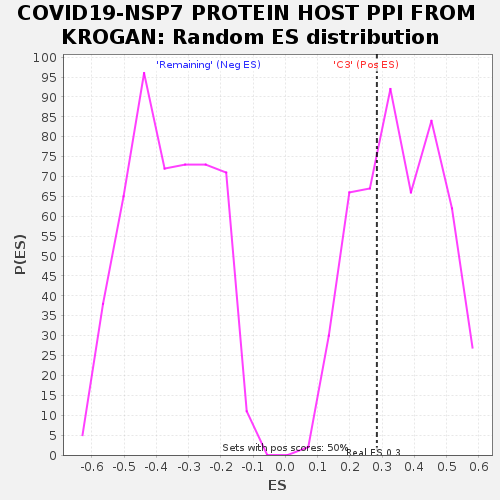 COVID19-NSP7 PROTEIN HOST PPI FROM
KROGAN: Random ES distribution
'Remaining' (Neg ES)
'C3' (Pos ES)
100
95
90
85
80
75
70
65
60
55
50
45
40
35
30
25
20
15
10
5
0
P(ES)
Sets with pos scores: 50%
Real ES 0.3
-0.6 -0.5 -0.4 -0.3 -0.2 -0.1 0.0 0.1 0.2 0.3 0.4 0.5 0.6
ES